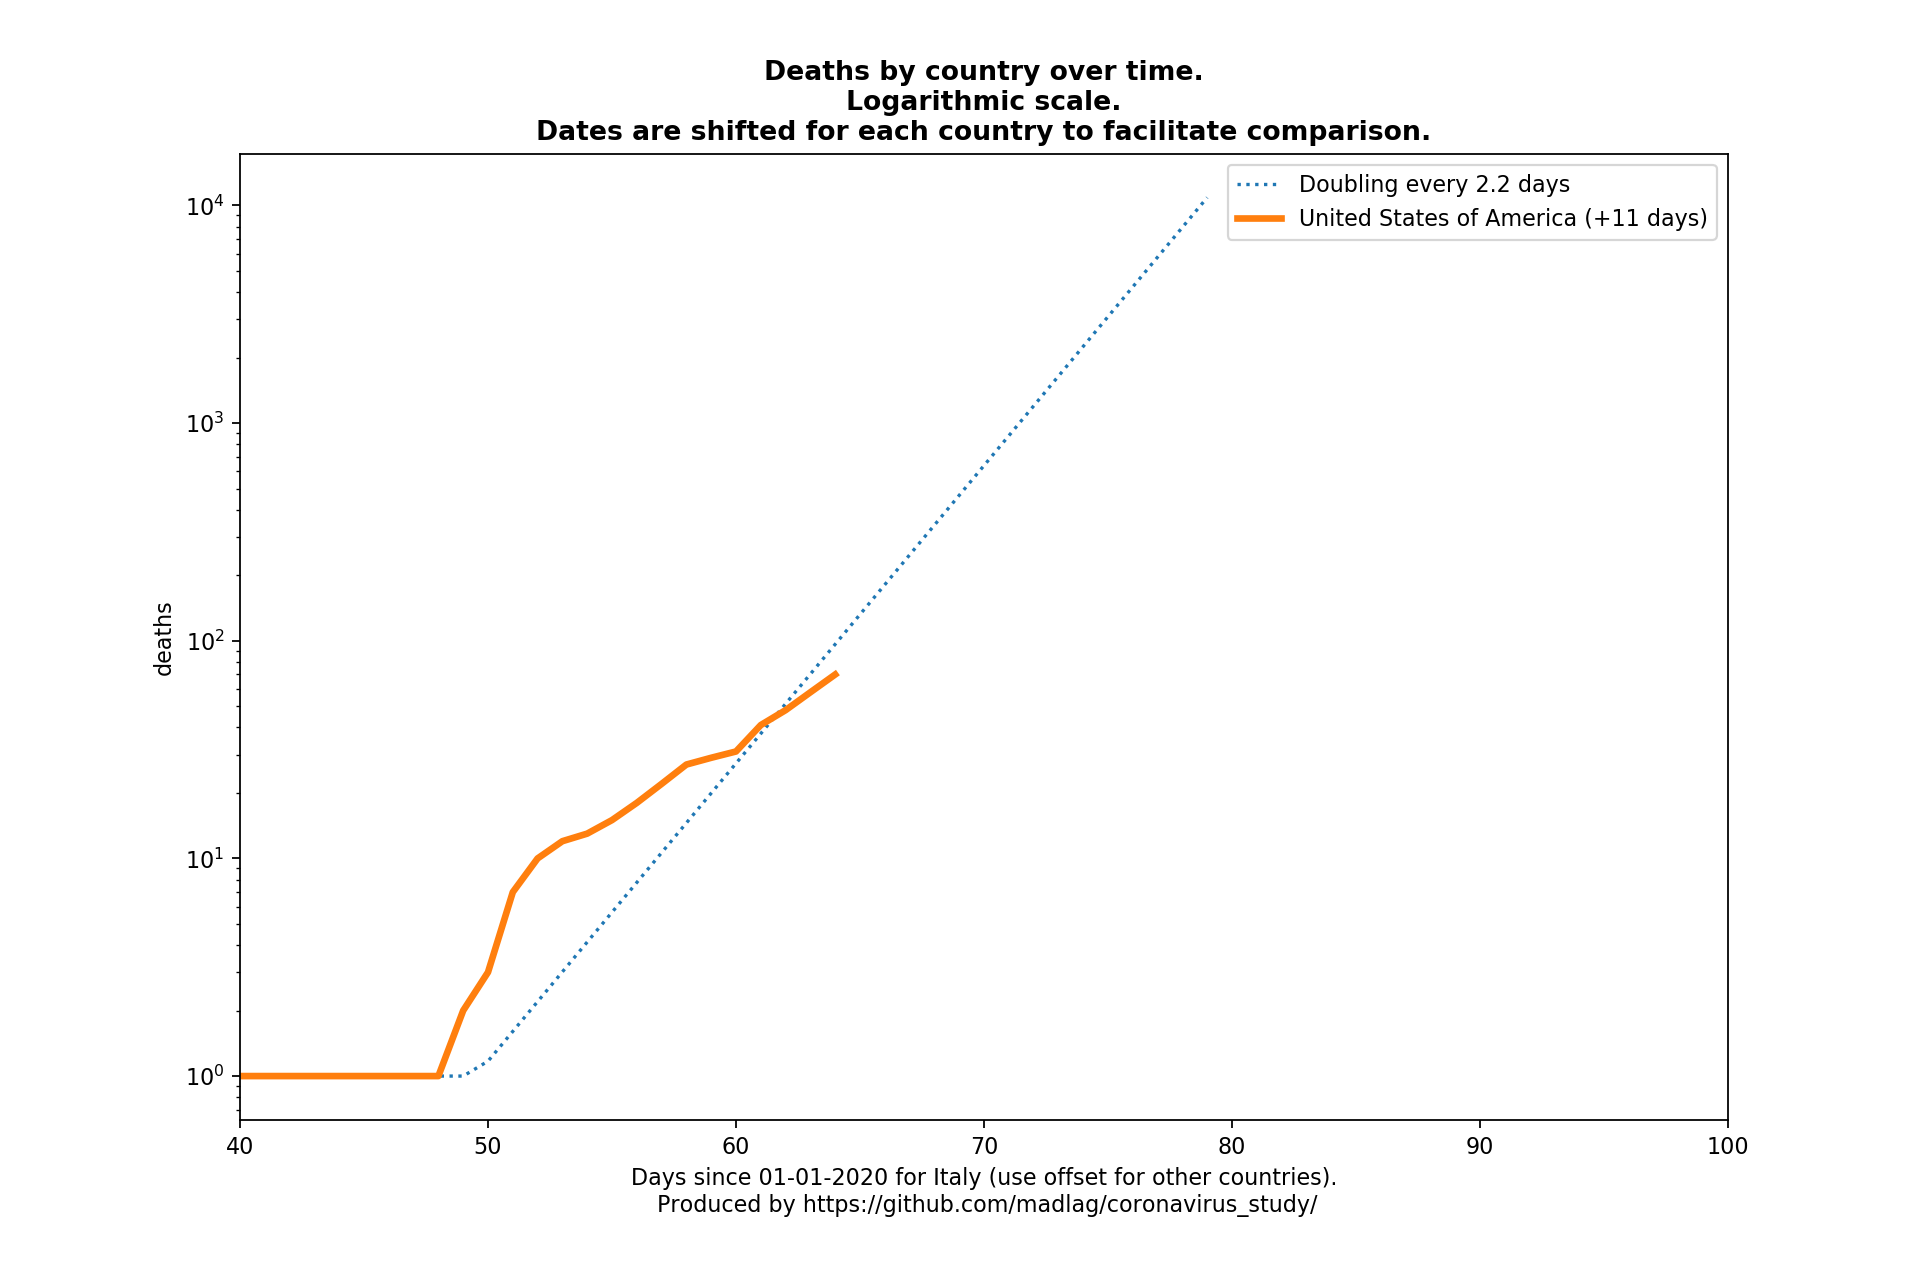 Deaths by country over time.
Logarithmic scale.
Dates are shifted for each country to facilitate comparison.
Doubling every 2.2 days
United States of America (+11 days)
10⁴
10³
10²
10¹
10⁰
deaths
40 50 60 70 80 90 100
Days since 01-01-2020 for Italy (use offset for other countries).
Produced by https://github.com/madlag/coronavirus_study/